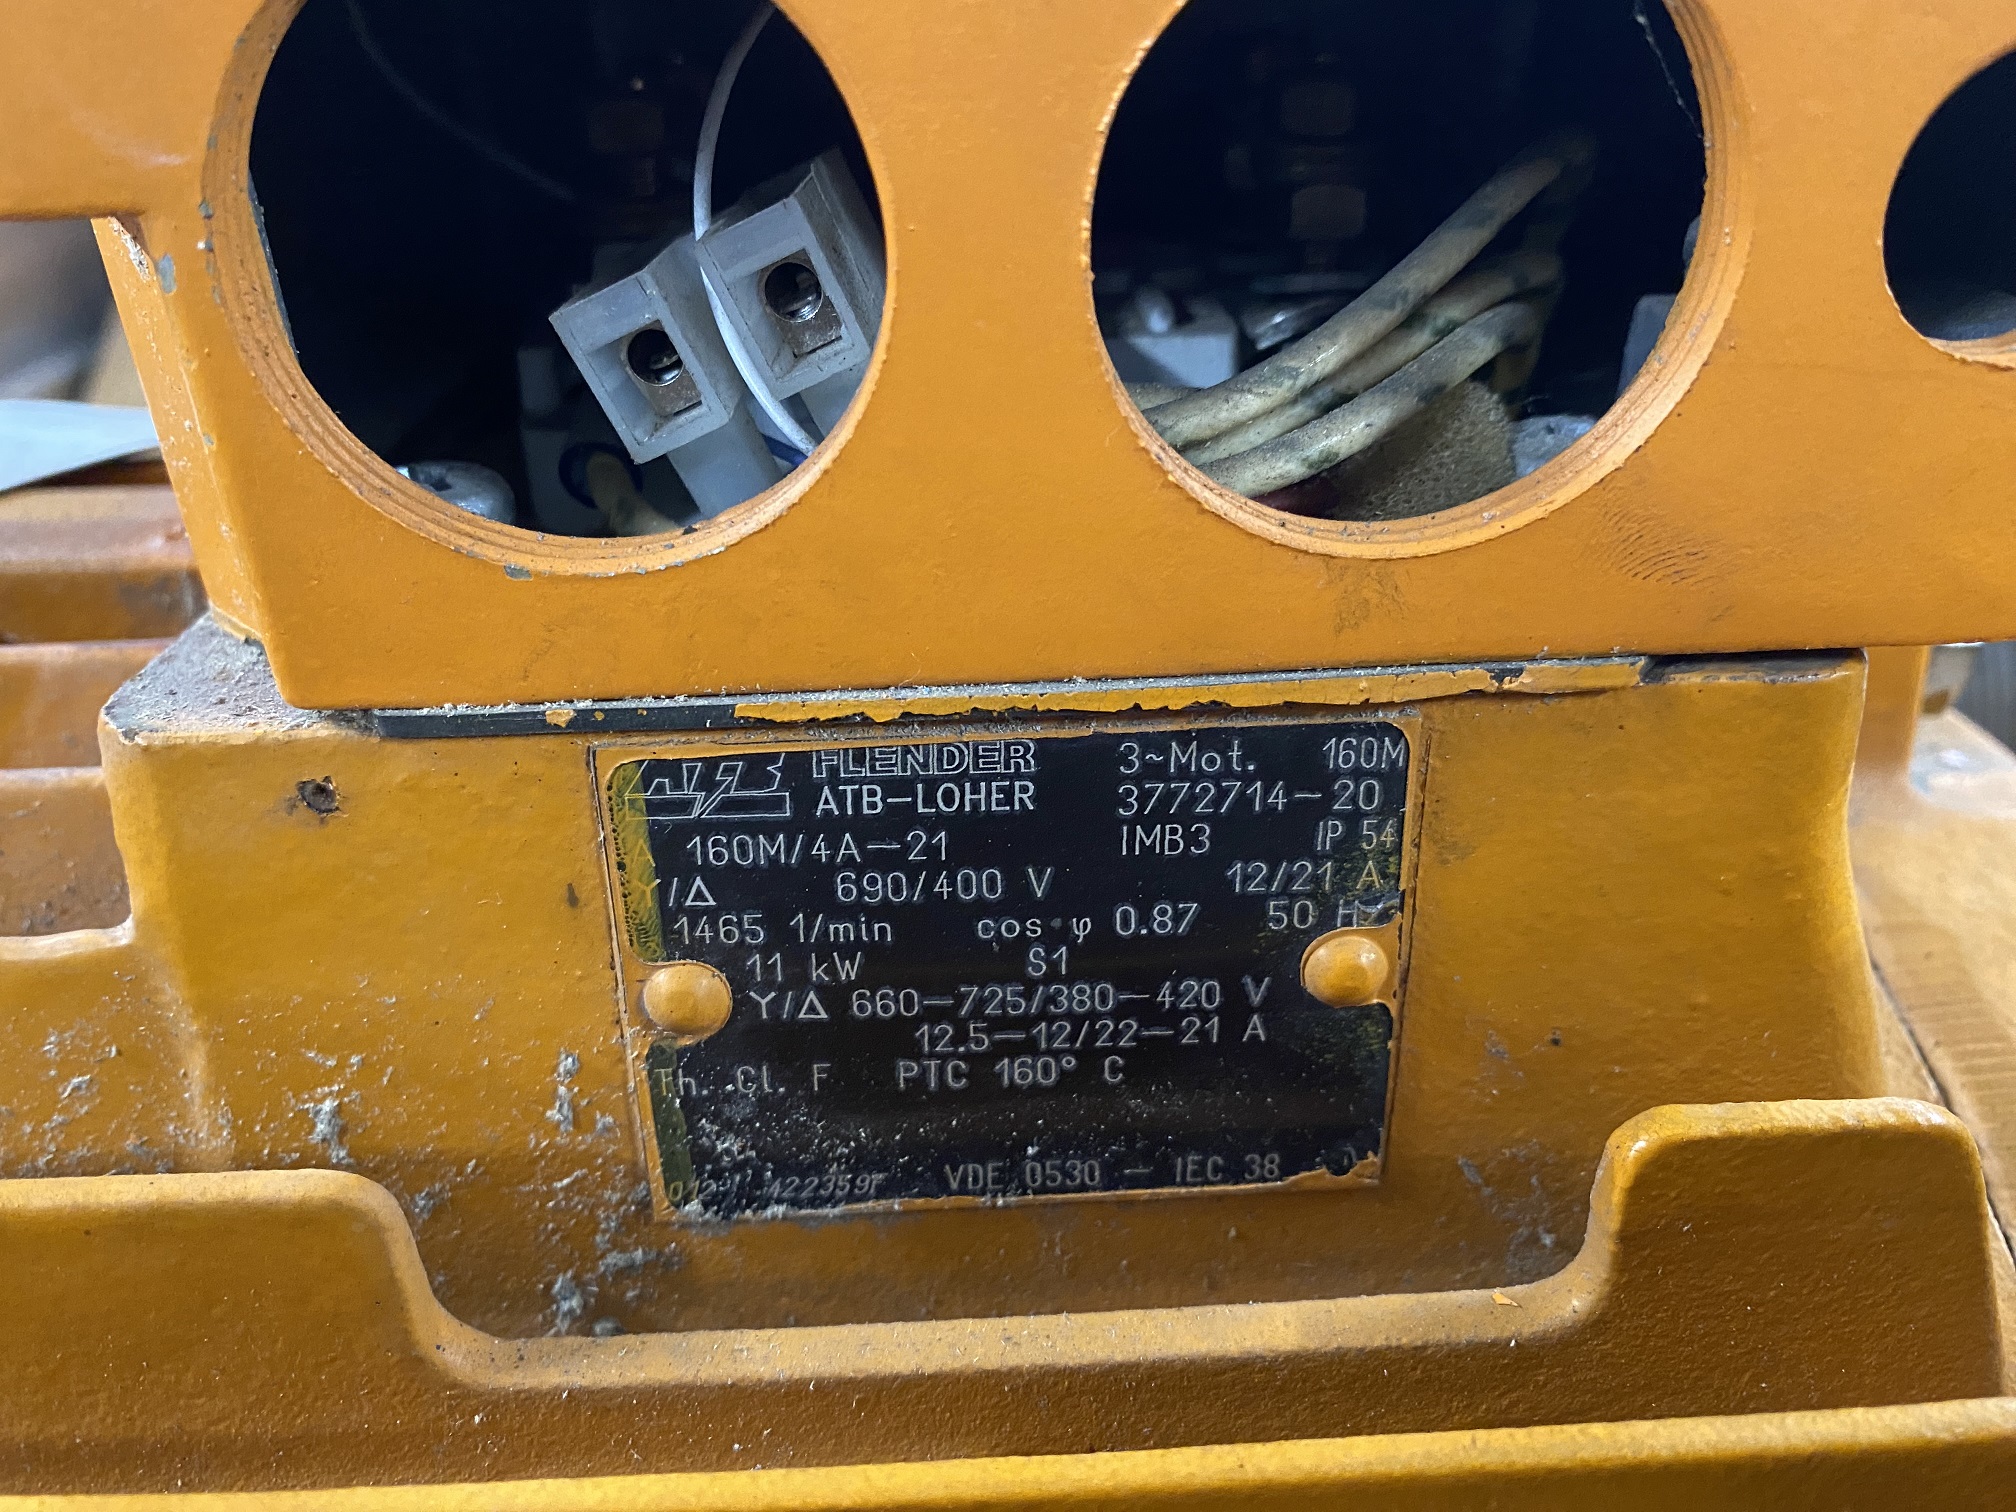 FLENDER 3~Mot. 160M
ATB-LOHER 3772714-20
160M/4A-21 IMB3 IP 54
Y/Δ 690/400 V 12/21 A
1465 1/min cos φ 0.87 50 Hz
11 kW S1
Y/Δ 660-725/380-420 V
12.5-12/22-21 A
Th. Cl. F PTC 160° C
VDE 0530 - IEC 38